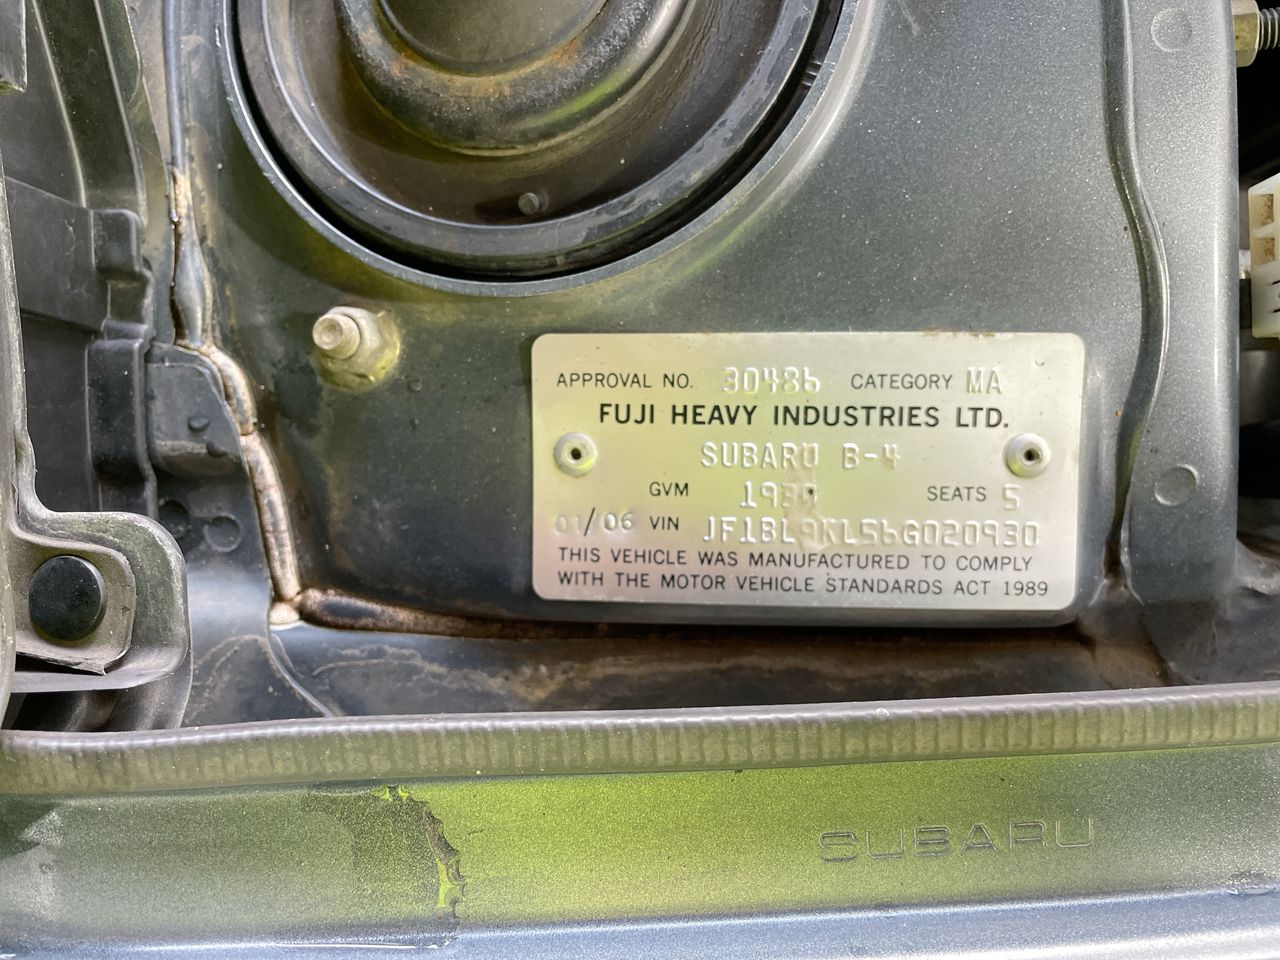 APPROVAL NO. 30486 CATEGORY MA
FUJI HEAVY INDUSTRIES LTD.
SUBARU B-4
GVM SEATS 5
01/06 VIN JF1BL9KL56G020930
THIS VEHICLE WAS MANUFACTURED TO COMPLY
WITH THE MOTOR VEHICLE STANDARDS ACT 1989
SUBARU